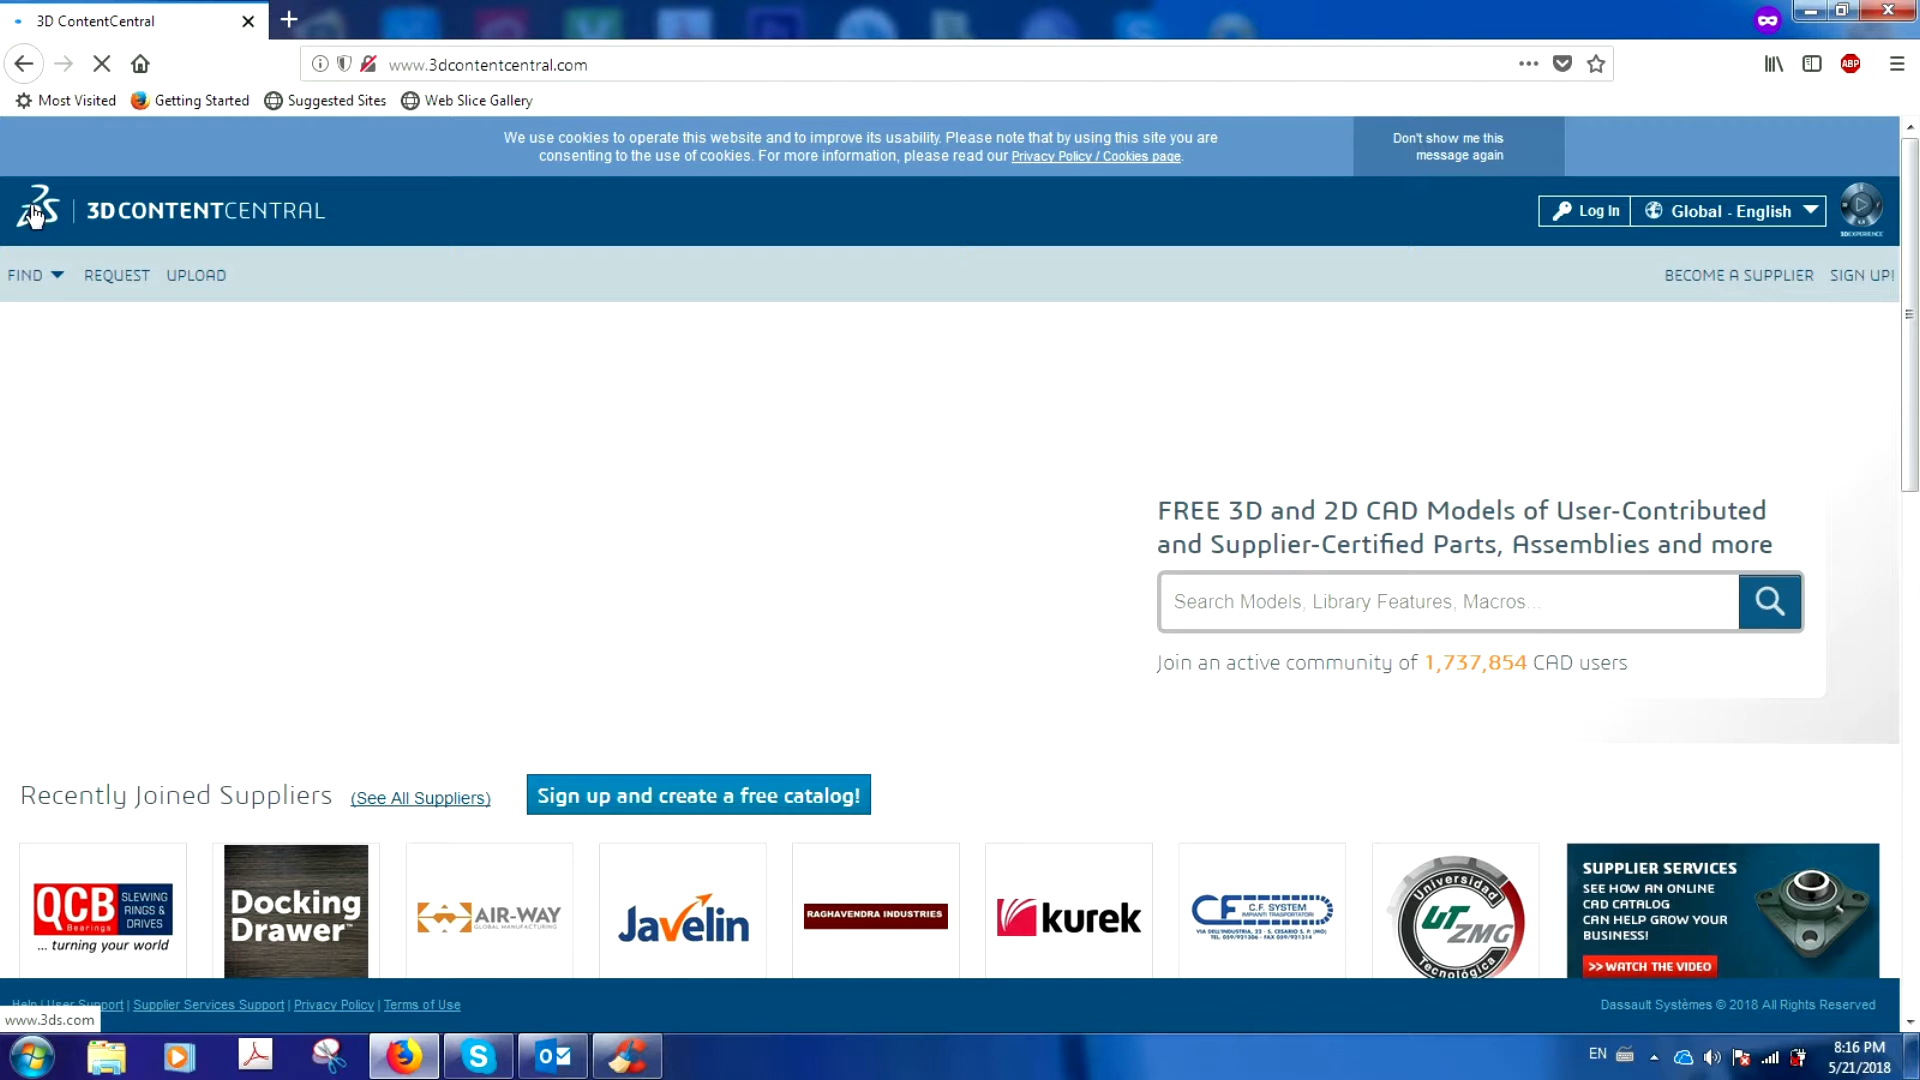 3D ContentCentral
www.3dcontentcentral.com
Most Visited
Getting Started
Suggested Sites
Web Slice Gallery
ABP
We use cookies to operate this website and to improve its usability. Please note that by using this site you are
consenting to the use of cookies. For more information, please read our Privacy Policy / Cookies page.
Don't show me this
message again
3DCONTENTCENTRAL
Log In
Global - English
3DEXPERIENCE
FIND
REQUEST
UPLOAD
BECOME A SUPPLIER
SIGN UP!
FREE 3D and 2D CAD Models of User-Contributed
and Supplier-Certified Parts, Assemblies and more
Search Models, Library Features, Macros...
Join an active community of 1,737,854 CAD users
Recently Joined Suppliers
(See All Suppliers)
Sign up and create a free catalog!
QCB
Bearings
SLEWING
RINGS &
DRIVES
... turning your world
Docking
Drawer™
AIR-WAY
GLOBAL MANUFACTURING
Javelin
RAGHAVENDRA INDUSTRIES
kurek
CF
C.F. SYSTEM
IMPIANTI TRASPORTATORI
VIA DELL'INDUSTRIA, 22 - S. CESARIO S. P. (MO)
TEL. 059/921306 - FAX 059/921314
Universidad
UT
ZMG
Tecnológica
SUPPLIER SERVICES
SEE HOW AN ONLINE
CAD CATALOG
CAN HELP GROW YOUR
BUSINESS!
>> WATCH THE VIDEO
Help / User Support | Supplier Services Support | Privacy Policy | Terms of Use
Dassault Systèmes © 2018 All Rights Reserved
www.3ds.com
EN
8:16 PM
5/21/2018